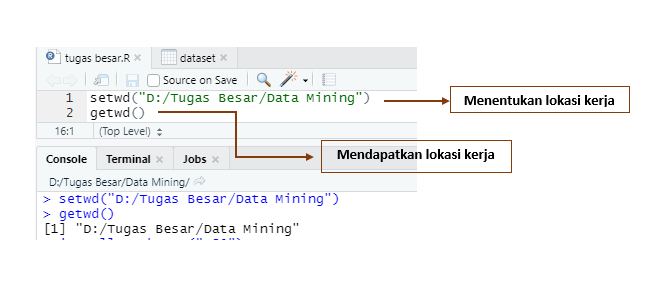 tugas besar.R
dataset
Source on Save
1 setwd("D:/Tugas Besar/Data Mining")
2 getwd()
Menentukan lokasi kerja
Mendapatkan lokasi kerja
16:1 (Top Level)
Console Terminal Jobs
D:/Tugas Besar/Data Mining/
> setwd("D:/Tugas Besar/Data Mining")
> getwd()
[1] "D:/Tugas Besar/Data Mining"